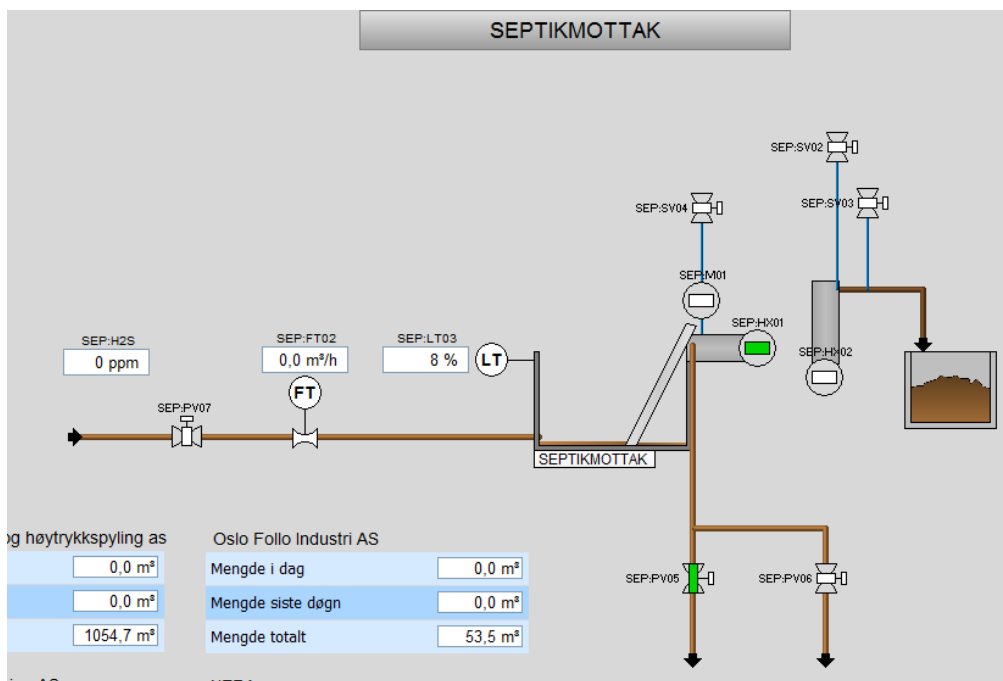 SEPTIKMOTTAK
SEP:SV02
SEP:SV04
SEP:SV03
SEP:M01
SEP:H2S
SEP:FT02
SEP:LT03
SEP:HX01
0 ppm
0,0 m³/h
8 %
LT
SEP:HX02
FT
SEP:PV07
SEPTIKMOTTAK
og høytrykkspyling as
Oslo Follo Industri AS
0,0 m³
Mengde i dag
0,0 m³
0,0 m³
Mengde siste døgn
0,0 m³
1054,7 m³
Mengde totalt
53,5 m³
SEP:PV05
SEP:PV06